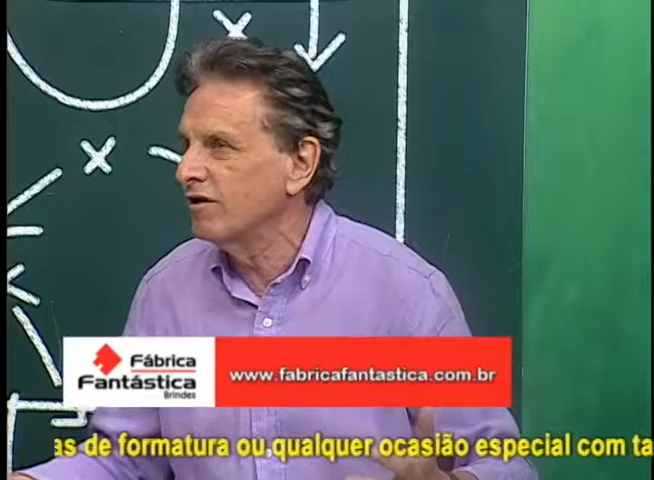 Fábrica
Fantástica
Brindes
www.fabricafantastica.com.br
as de formatura ou qualquer ocasião especial com ta